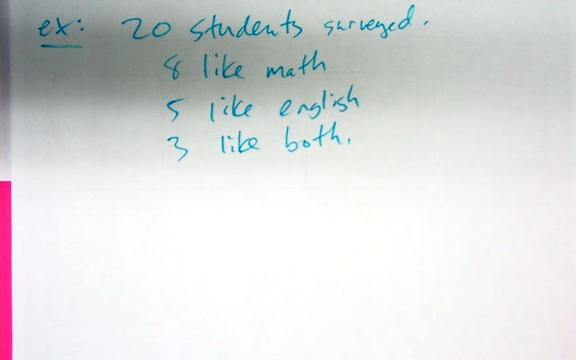 ex: 20 students surveyed.
8 like math
5 like english
3 like both.